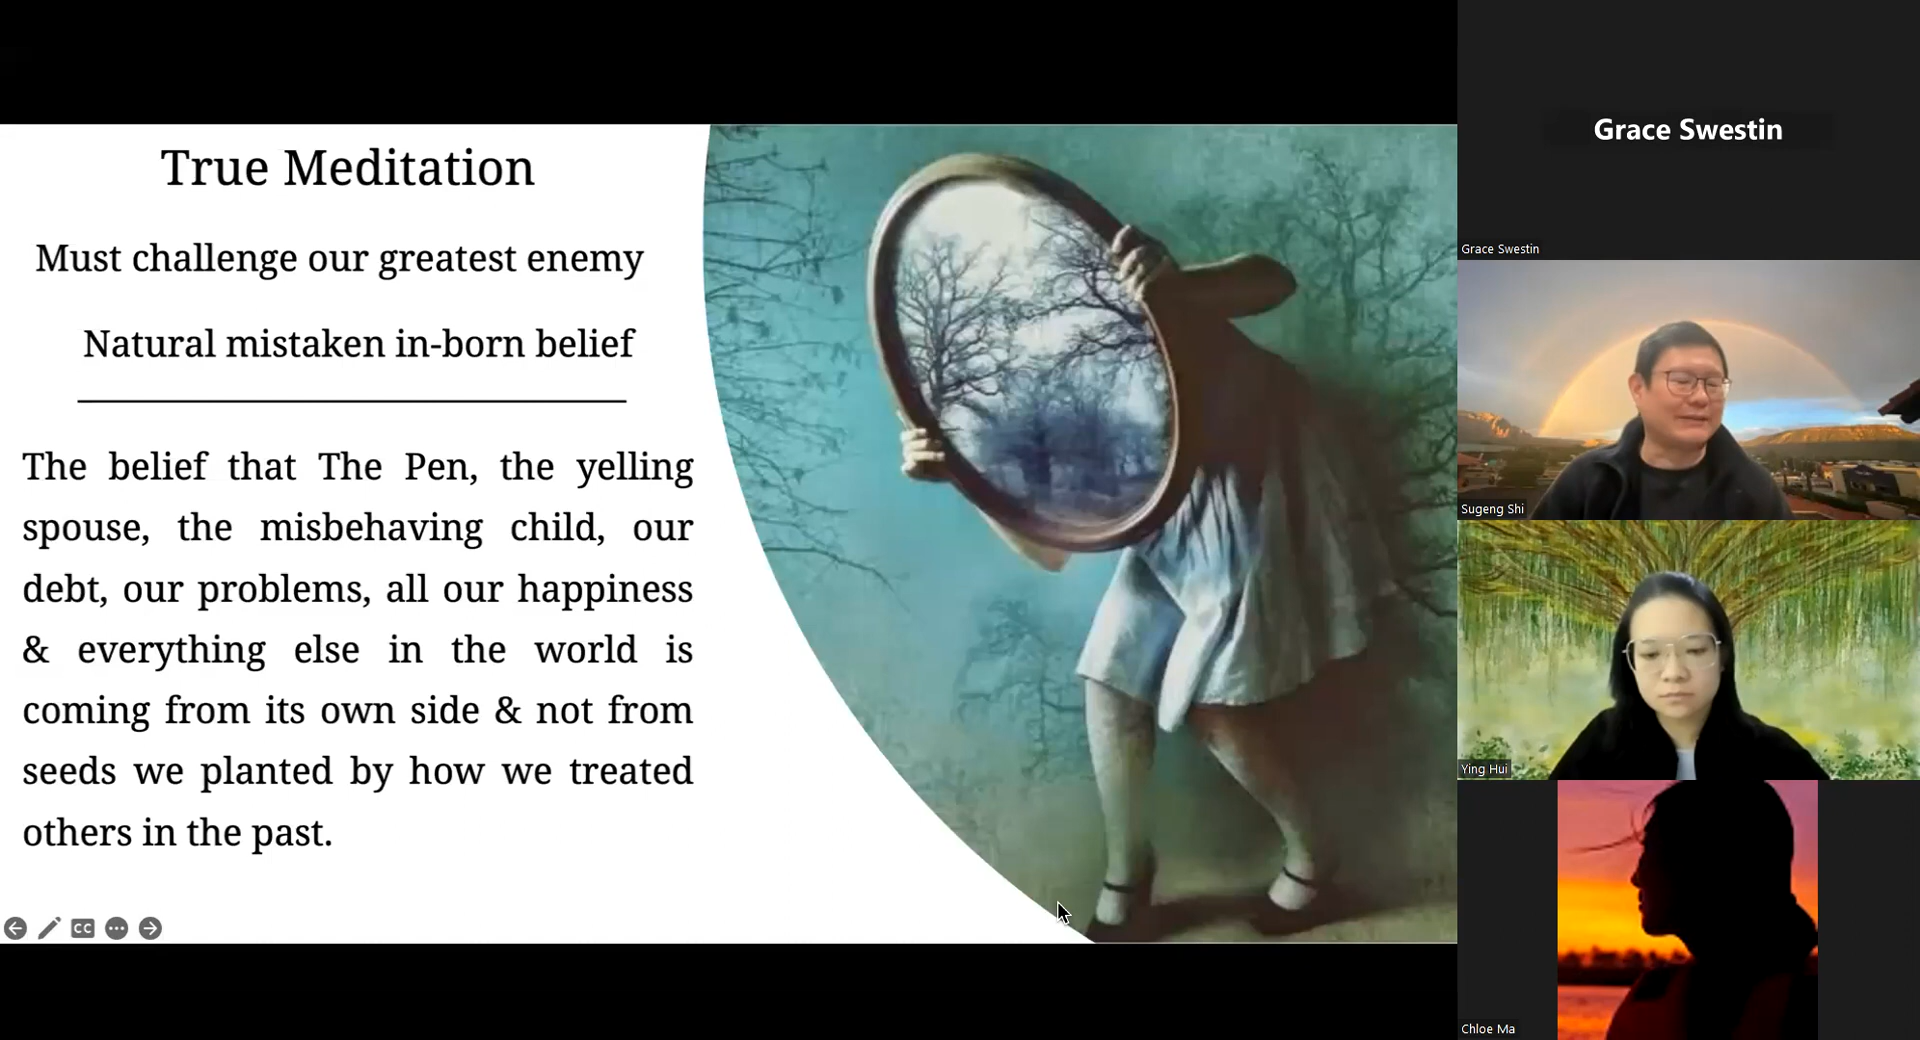 True Meditation
Must challenge our greatest enemy
Natural mistaken in-born belief
The belief that The Pen, the yelling
spouse, the misbehaving child, our
debt, our problems, all our happiness
& everything else in the world is
coming from its own side & not from
seeds we planted by how we treated
others in the past.
CC
Grace Swestin
Grace Swestin
Sugeng Shi
Ying Hui
Chloe Ma